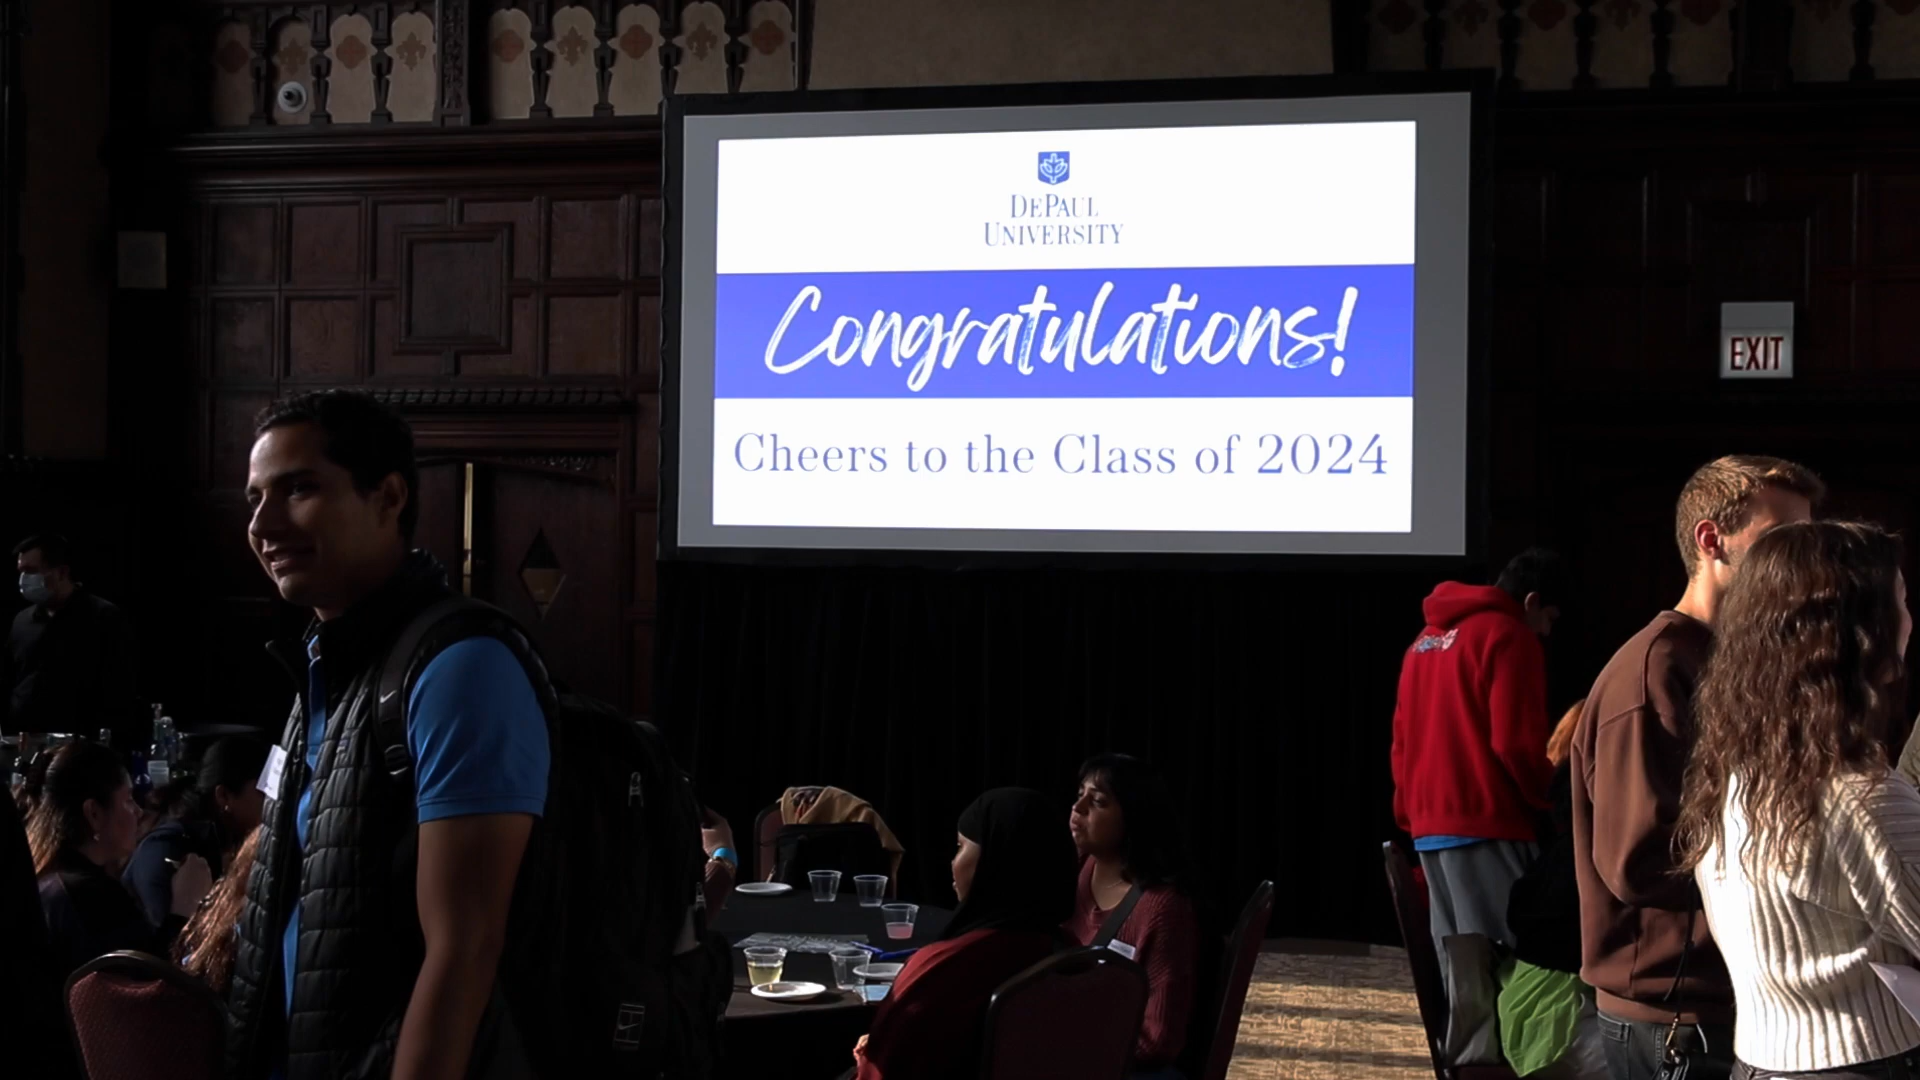 DEPAUL
UNIVERSITY
Congratulations!
Cheers to the Class of 2024
EXIT